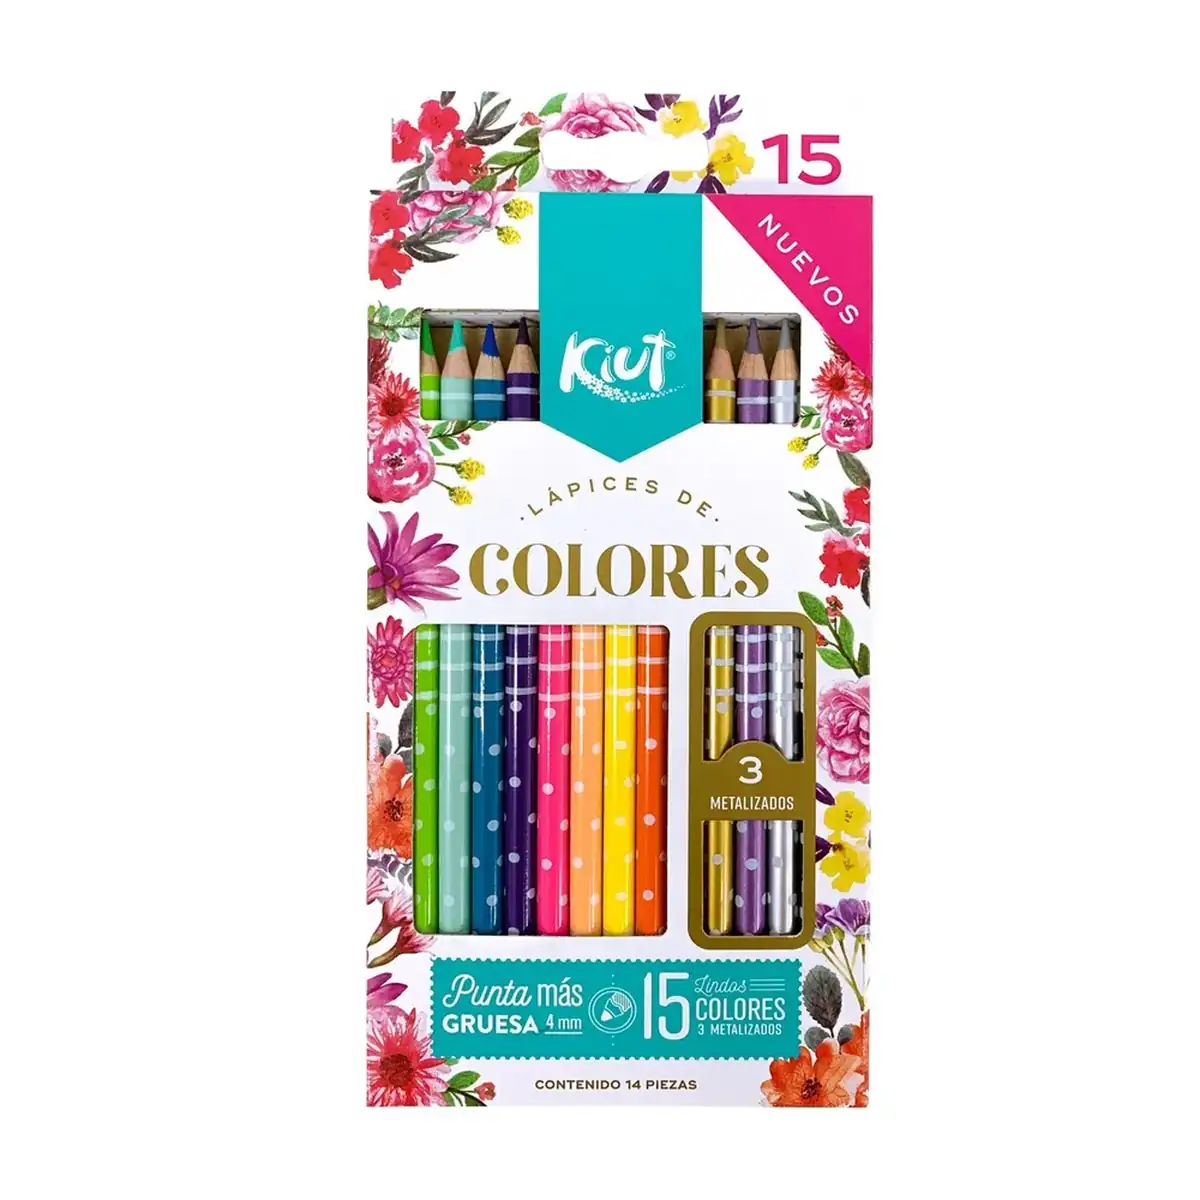 15
NUEVOS
Kiut®
·LÁPICES DE·
COLORES
3
METALIZADOS
Punta más
GRUESA 4 mm
15
Lindos
COLORES
3 METALIZADOS
CONTENIDO 14 PIEZAS